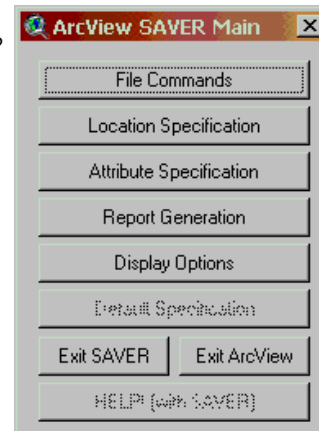 ArcView SAVER Main
File Commands
Location Specification
Attribute Specification
Report Generation
Display Options
Default Specification
Exit SAVER Exit ArcView
HELP! (with SAVER)